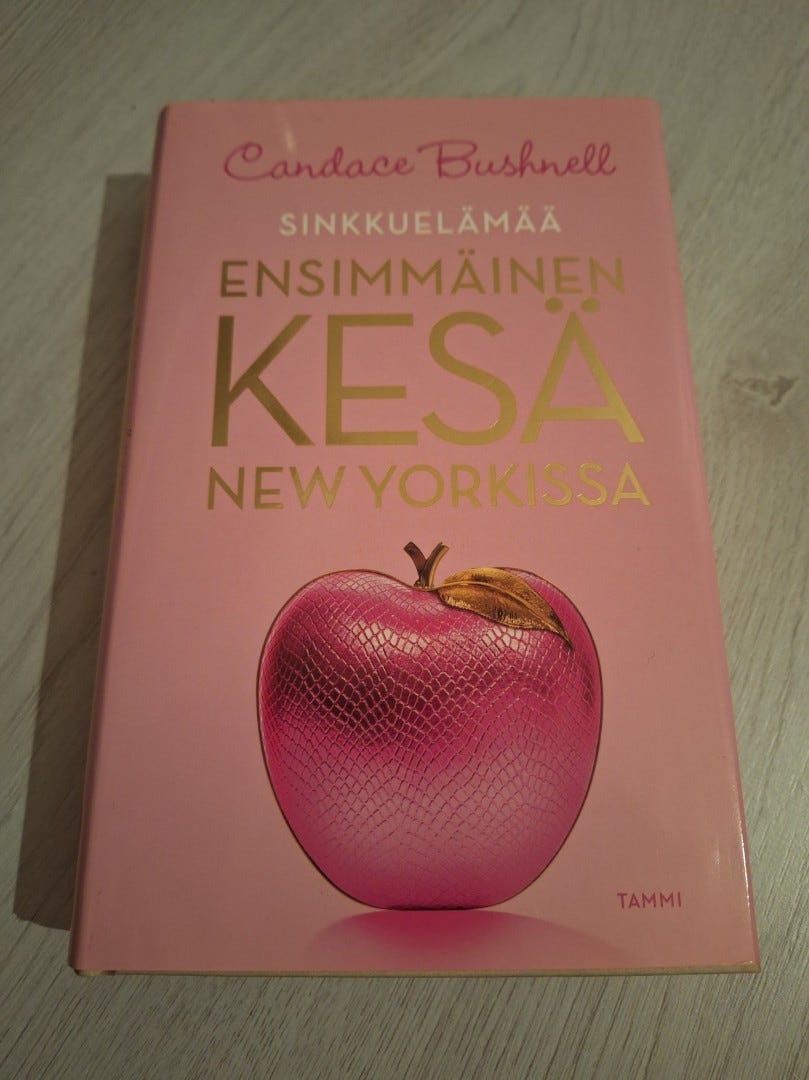 Candace Bushnell
SINKKUELÄMÄÄ
ENSIMMÄINEN
KESÄ
NEW YORKISSA
TAMMI